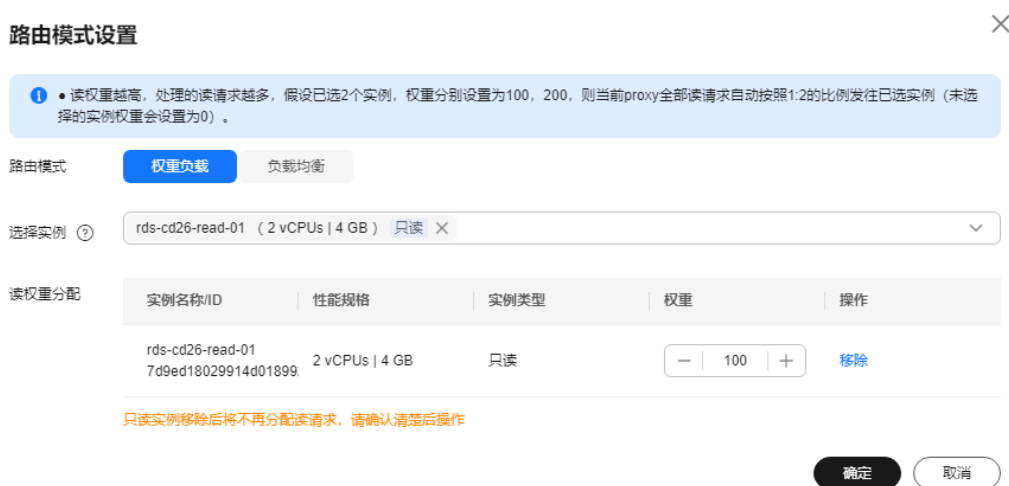 路由模式设置
● 读权重越高，处理的读请求越多，假设已选2个实例，权重分别设置为100，200，则当前proxy全部读请求自动按照1:2的比例发往已选实例（未选
择的实例权重会设置为0）。
路由模式 权重负载 负载均衡
选择实例 ? rds-cd26-read-01 （2 vCPUs | 4 GB） 只读
读权重分配 实例名称/ID 性能规格 实例类型 权重 操作
rds-cd26-read-01
7d9ed18029914d01899 2 vCPUs | 4 GB 只读 − 100 + 移除
只读实例移除后将不再分配读请求，请确认清楚后操作
确定 取消